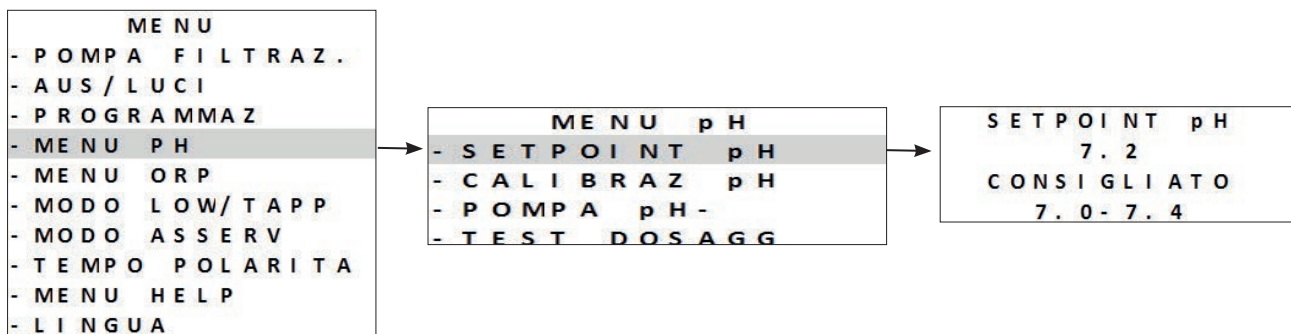 MENU
- POMPA FILTRAZ.
- AUS/LUCI
- PROGRAMMAZ
- MENU PH
- MENU ORP
- MODO LOW/TAPP
- MODO ASSERV
- TEMPO POLARITA
- MENU HELP
- LINGUA
MENU pH
- SETPOINT pH
- CALIBRAZ pH
- POMPA pH-
- TEST DOSAGG
SETPOINT pH
7.2
CONSIGLIATO
7.0-7.4